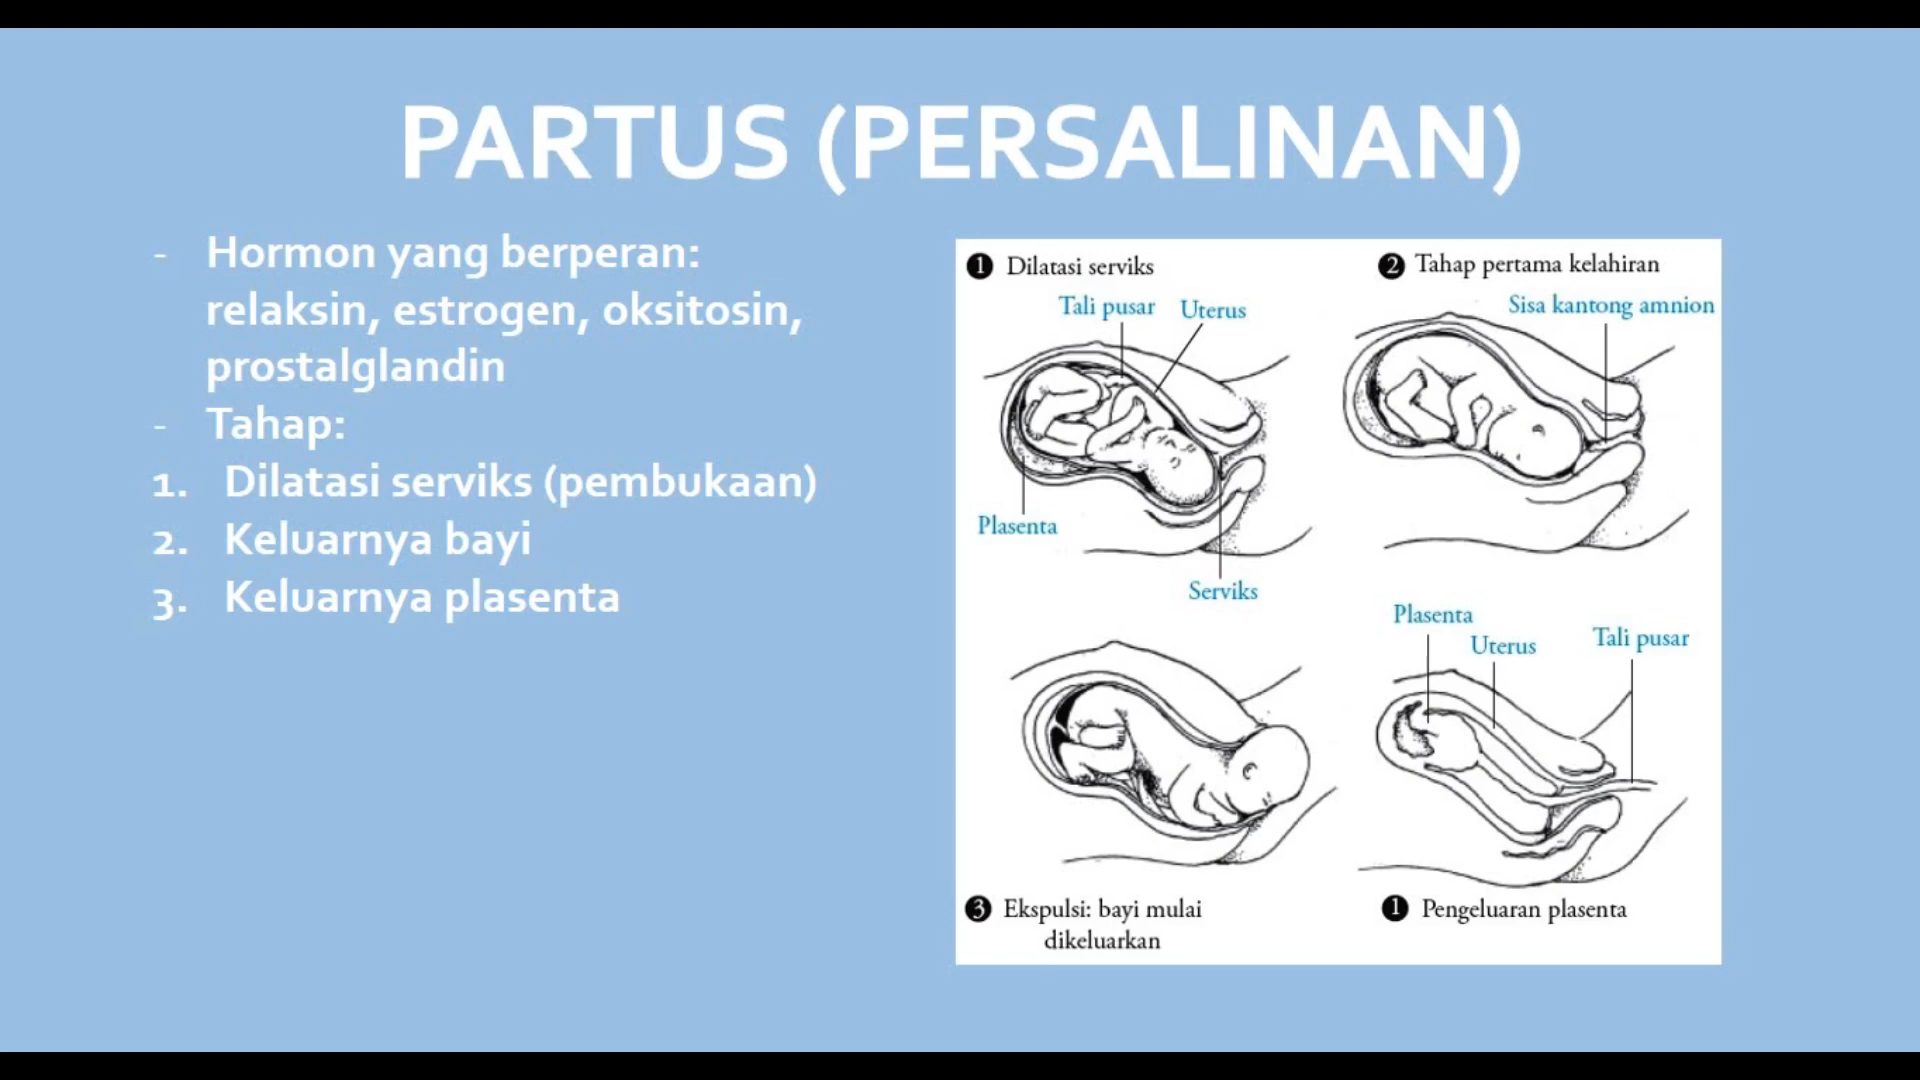 PARTUS (PERSALINAN)
- Hormon yang berperan:
relaksin, estrogen, oksitosin,
prostalglandin
- Tahap:
1. Dilatasi serviks (pembukaan)
2. Keluarnya bayi
3. Keluarnya plasenta
1 Dilatasi serviks
Tali pusar
Uterus
Plasenta
Serviks
2 Tahap pertama kelahiran
Sisa kantong amnion
3 Ekspulsi: bayi mulai
dikeluarkan
Plasenta
Uterus
Tali pusar
1 Pengeluaran plasenta